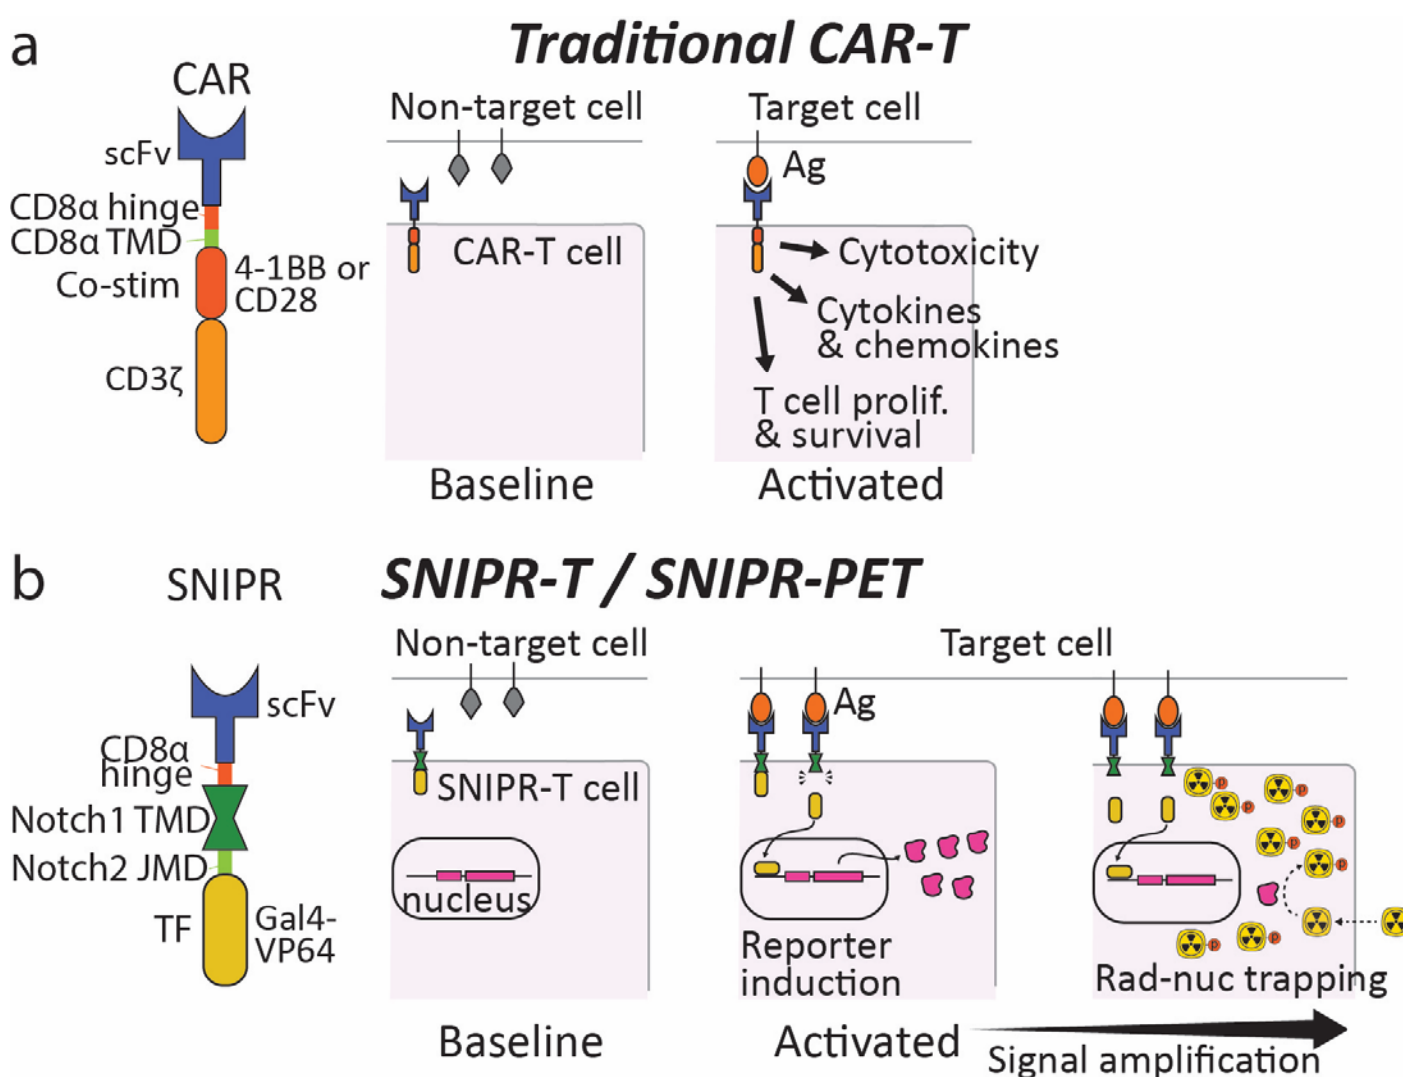 a
Traditional CAR-T
CAR
scFv
CD8α hinge
CD8α TMD
Co-stim
4-1BB or
CD28
CD3ζ
Non-target cell
CAR-T cell
Baseline
Target cell
Ag
Cytotoxicity
Cytokines
& chemokines
T cell prolif.
& survival
Activated
b
SNIPR-T / SNIPR-PET
SNIPR
scFv
CD8α
hinge
Notch1 TMD
Notch2 JMD
TF
Gal4-
VP64
Non-target cell
SNIPR-T cell
nucleus
Baseline
Target cell
Ag
Reporter
induction
Activated
p
p
p
p
p
p
p
p
Rad-nuc trapping
Signal amplification